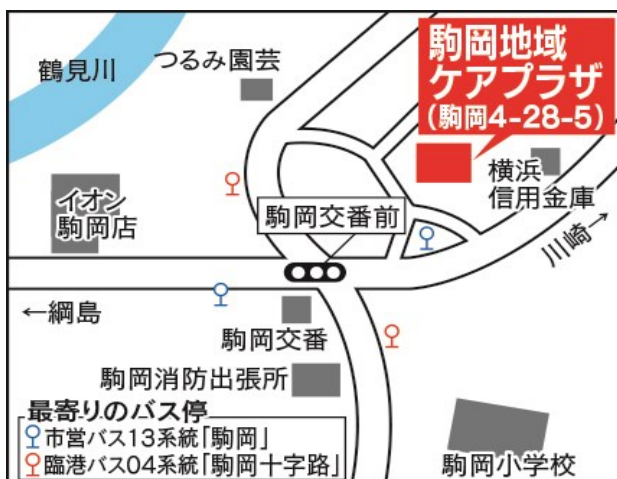 鶴見川
つるみ園芸
駒岡地域
ケアプラザ
(駒岡4-28-5)
横浜
信用金庫
イオン
駒岡店
駒岡交番前
川崎→
←綱島
駒岡交番
駒岡消防出張所
最寄りのバス停
市営バス13系統「駒岡」
臨港バス04系統「駒岡十字路」
駒岡小学校